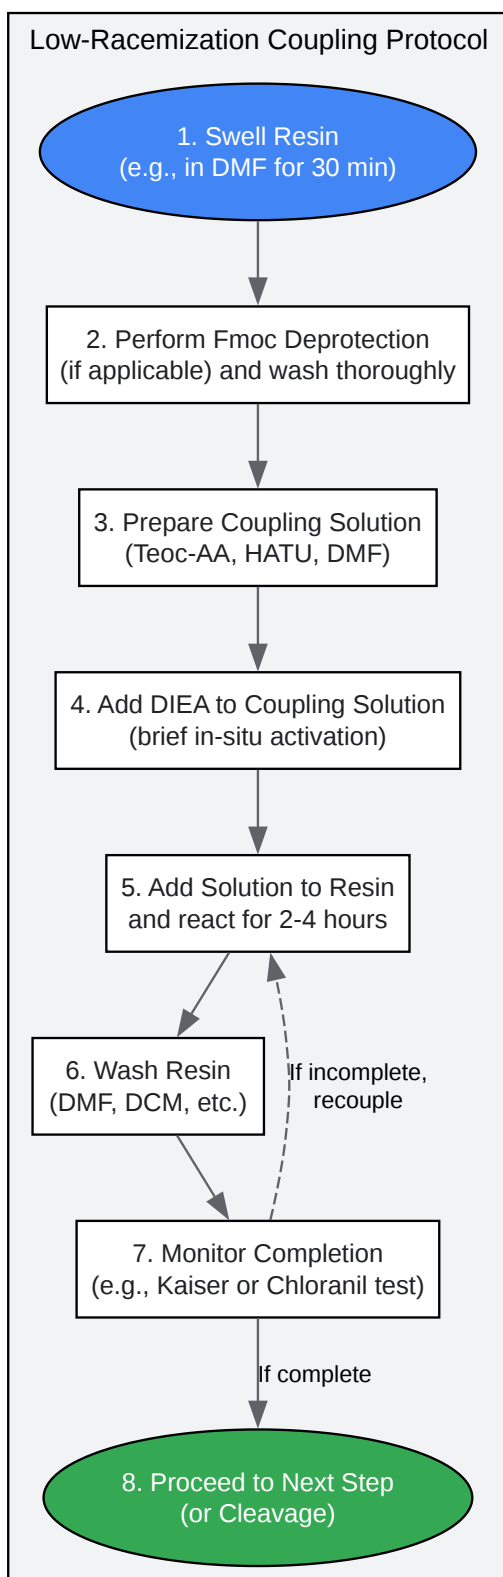 Low-Racemization Coupling Protocol
1. Swell Resin
(e.g., in DMF for 30 min)
2. Perform Fmoc Deprotection
(if applicable) and wash thoroughly
3. Prepare Coupling Solution
(Teoc-AA, HATU, DMF)
4. Add DIEA to Coupling Solution
(brief in-situ activation)
5. Add Solution to Resin
and react for 2-4 hours
6. Wash Resin
(DMF, DCM, etc.)
If incomplete,
recouple
7. Monitor Completion
(e.g., Kaiser or Chloranil test)
If complete
8. Proceed to Next Step
(or Cleavage)